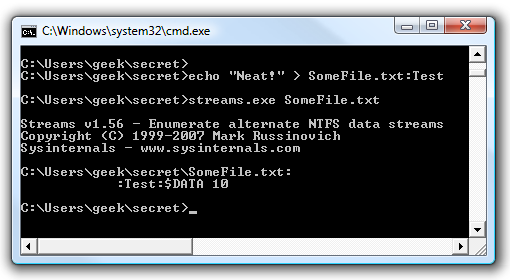 C:\Windows\system32\cmd.exe
C:\Users\geek\secret>
C:\Users\geek\secret>echo "Neat!" > SomeFile.txt:Test
C:\Users\geek\secret>streams.exe SomeFile.txt
Streams v1.56 - Enumerate alternate NTFS data streams
Copyright (C) 1999-2007 Mark Russinovich
Sysinternals - www.sysinternals.com
C:\Users\geek\secret\SomeFile.txt:
:Test:$DATA 10
C:\Users\geek\secret>_